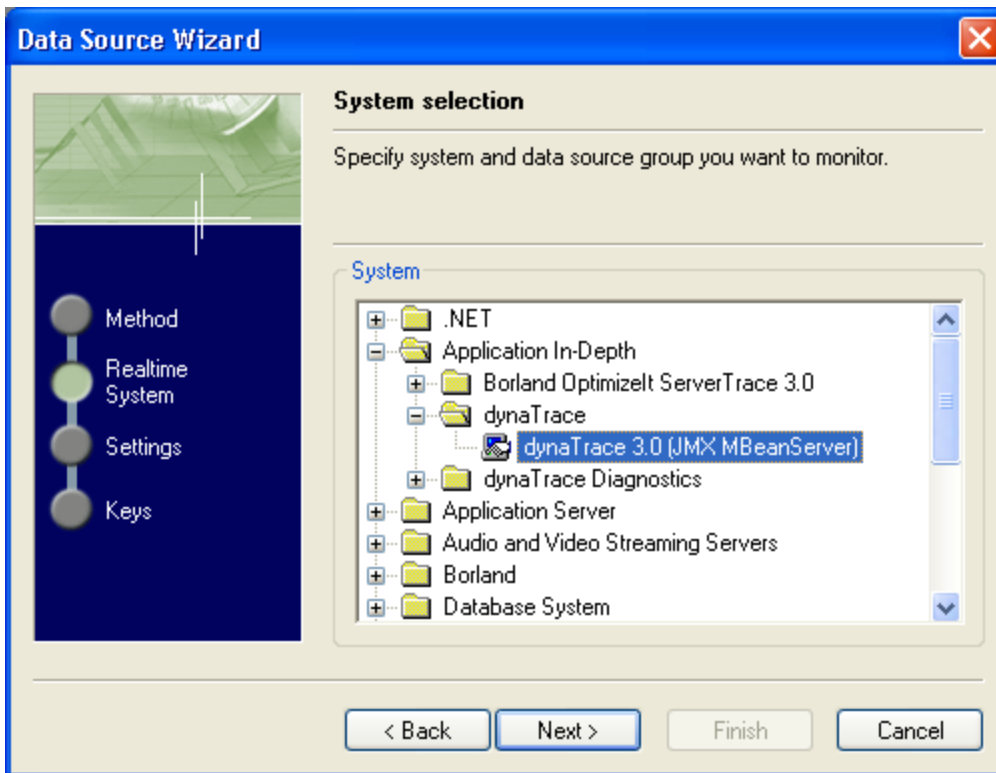 Data Source Wizard
System selection
Specify system and data source group you want to monitor.
Method
Realtime
System
Settings
Keys
System
.NET
Application In-Depth
Borland OptimizeIt ServerTrace 3.0
dynaTrace
dynaTrace 3.0 (JMX MBeanServer)
dynaTrace Diagnostics
Application Server
Audio and Video Streaming Servers
Borland
Database System
< Back
Next >
Finish
Cancel